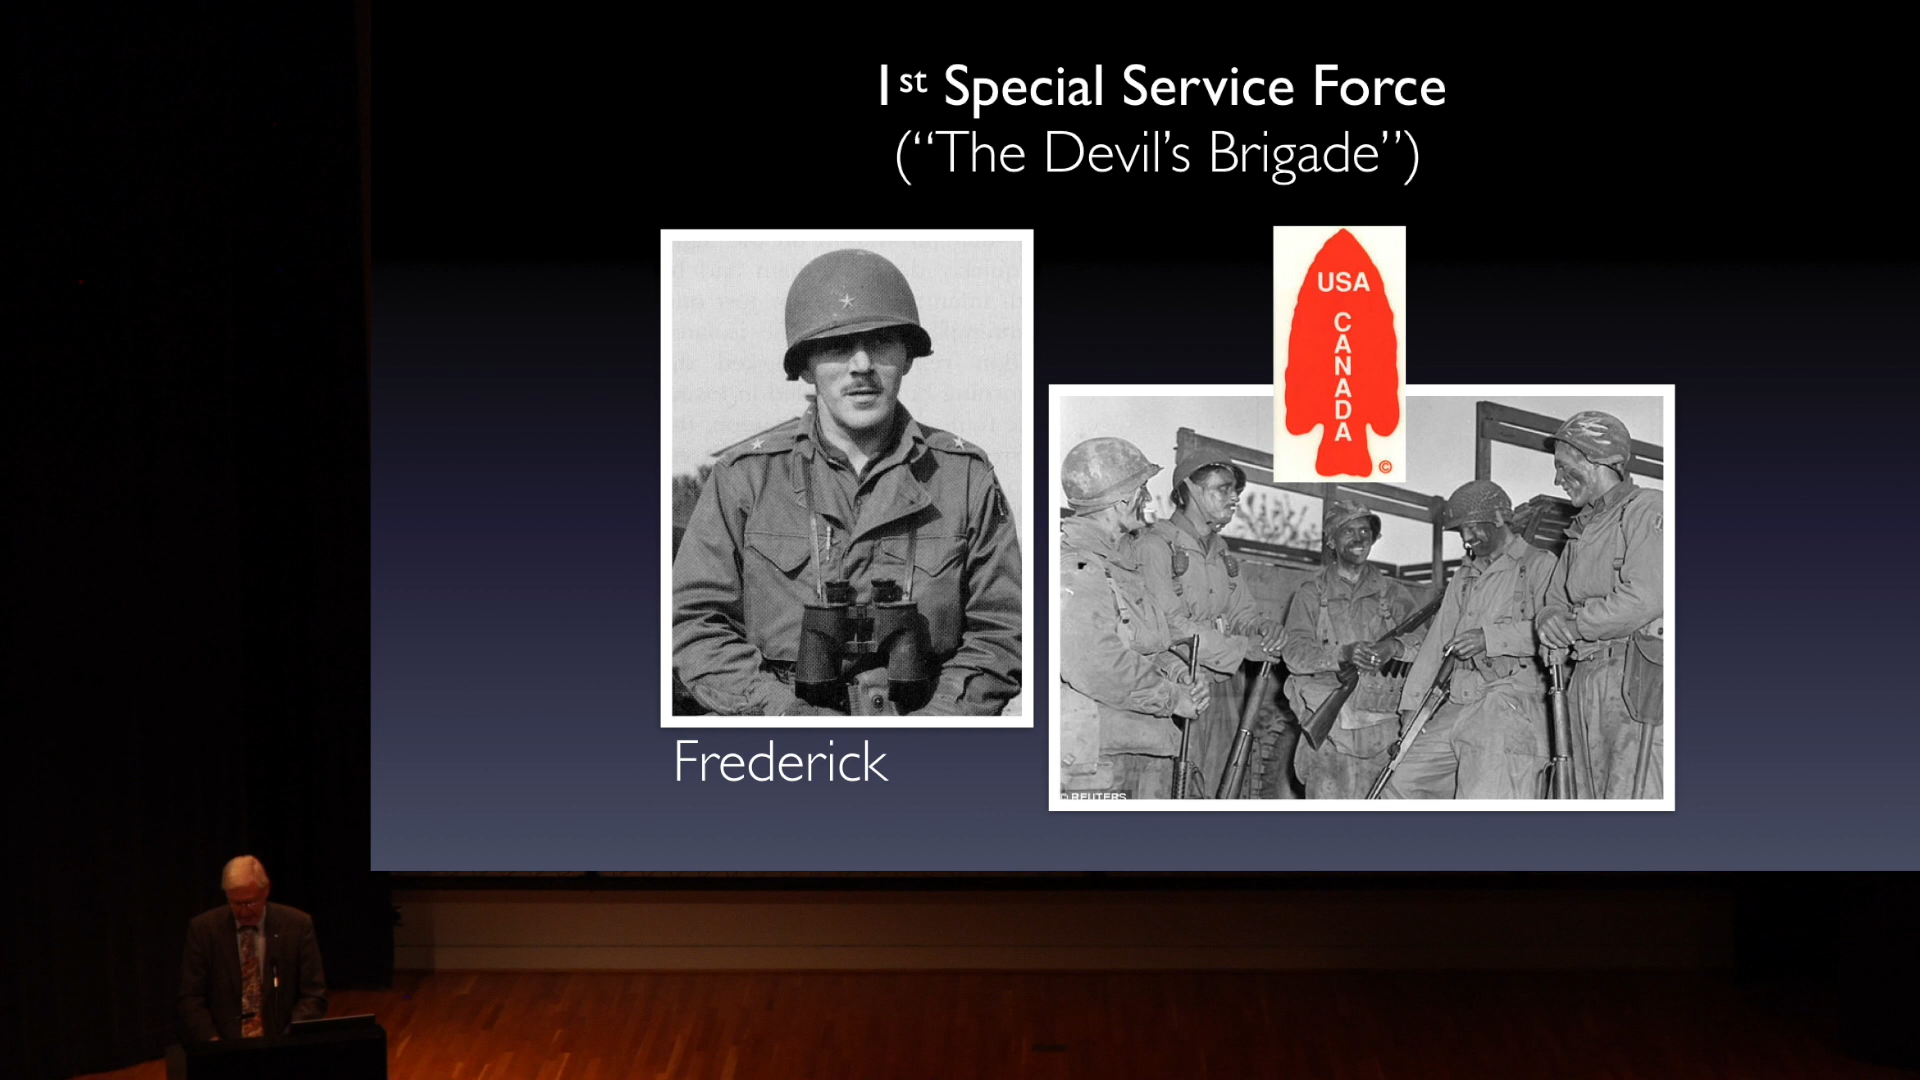 1st Special Service Force
(“The Devil’s Brigade”)
USA
CANADA
©
Frederick
© REUTERS